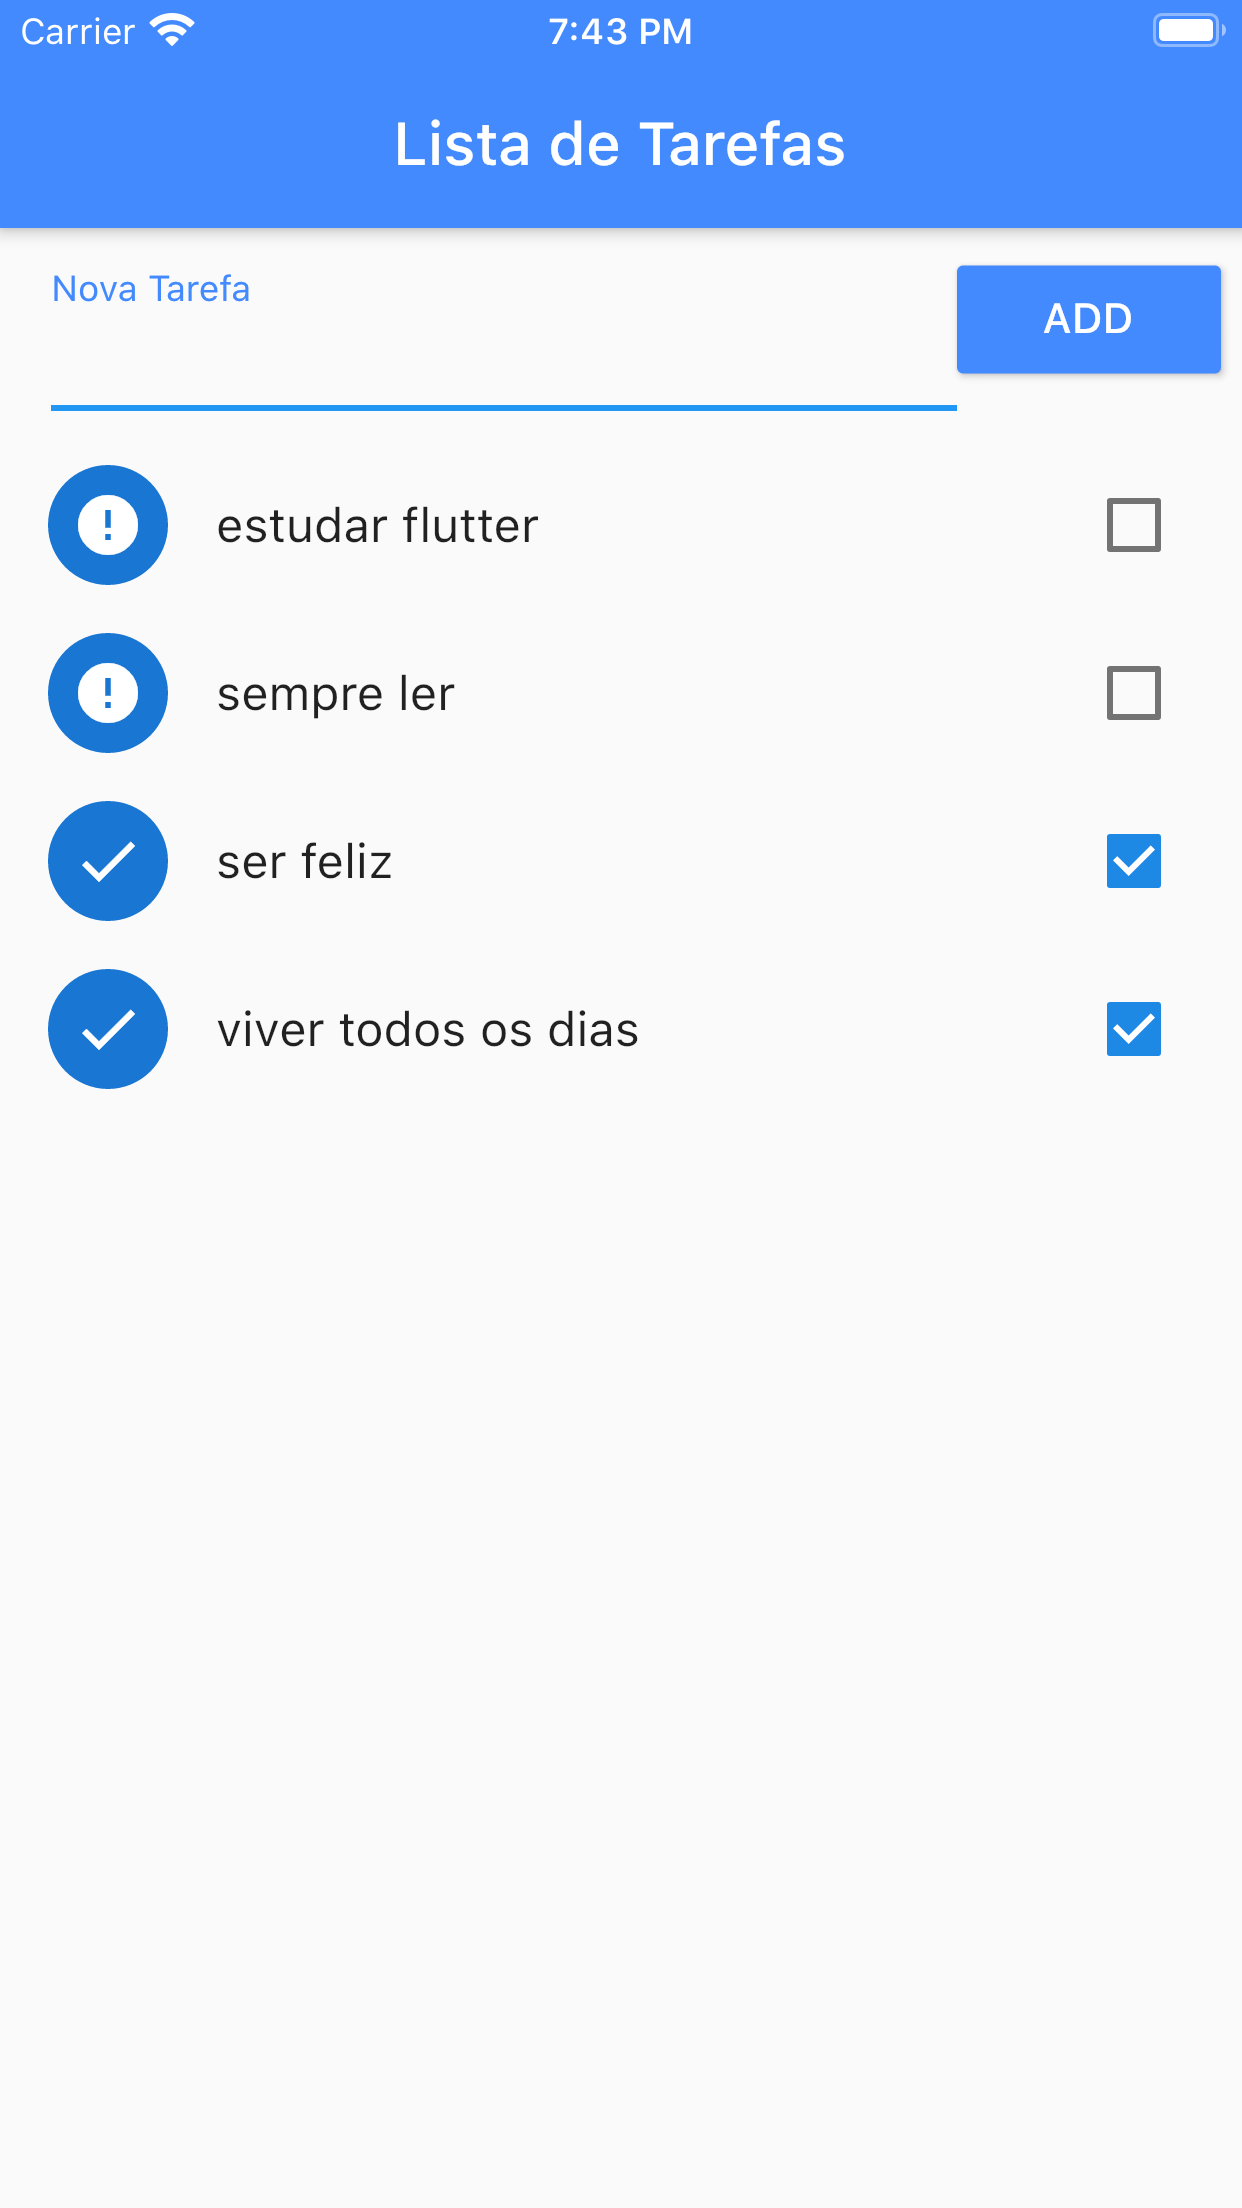 Carrier 7:43 PM
Lista de Tarefas
Nova Tarefa
ADD
estudar flutter
sempre ler
ser feliz
viver todos os dias